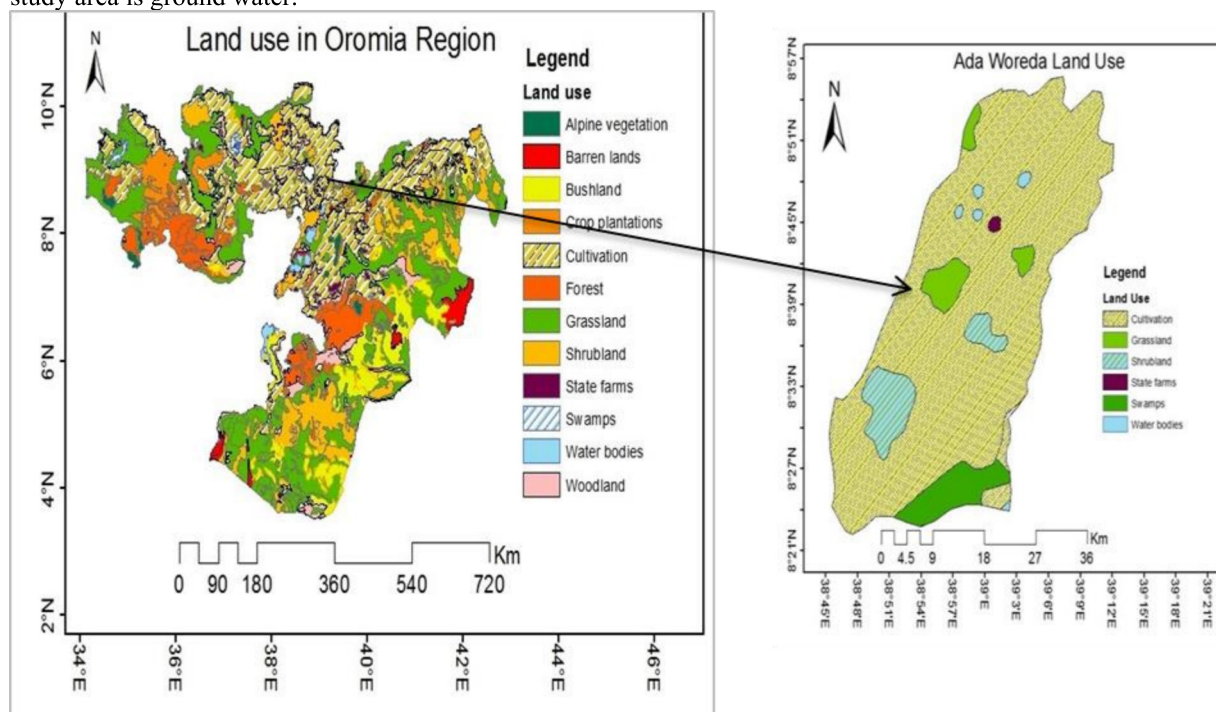 study area is ground water.
Land use in Oromia Region
N
Legend
Land use
Alpine vegetation
Barren lands
Bushland
Crop plantations
Cultivation
Forest
Grassland
Shrubland
State farms
Swamps
Water bodies
Woodland
10°N
8°N
6°N
4°N
2°N
Km
0 90 180 360 540 720
34°E 36°E 38°E 40°E 42°E 44°E 46°E
Ada Woreda Land Use
N
8°57'N
8°51'N
8°45'N
8°39'N
8°33'N
8°27'N
8°21'N
Legend
Land Use
Cultivation
Grassland
Shrubland
State farms
Swamps
Water bodies
Km
0 4.5 9 18 27 36
38°45'E 38°48'E 38°51'E 38°54'E 38°57'E 39°E 39°3'E 39°6'E 39°9'E 39°12'E 39°15'E 39°18'E 39°21'E